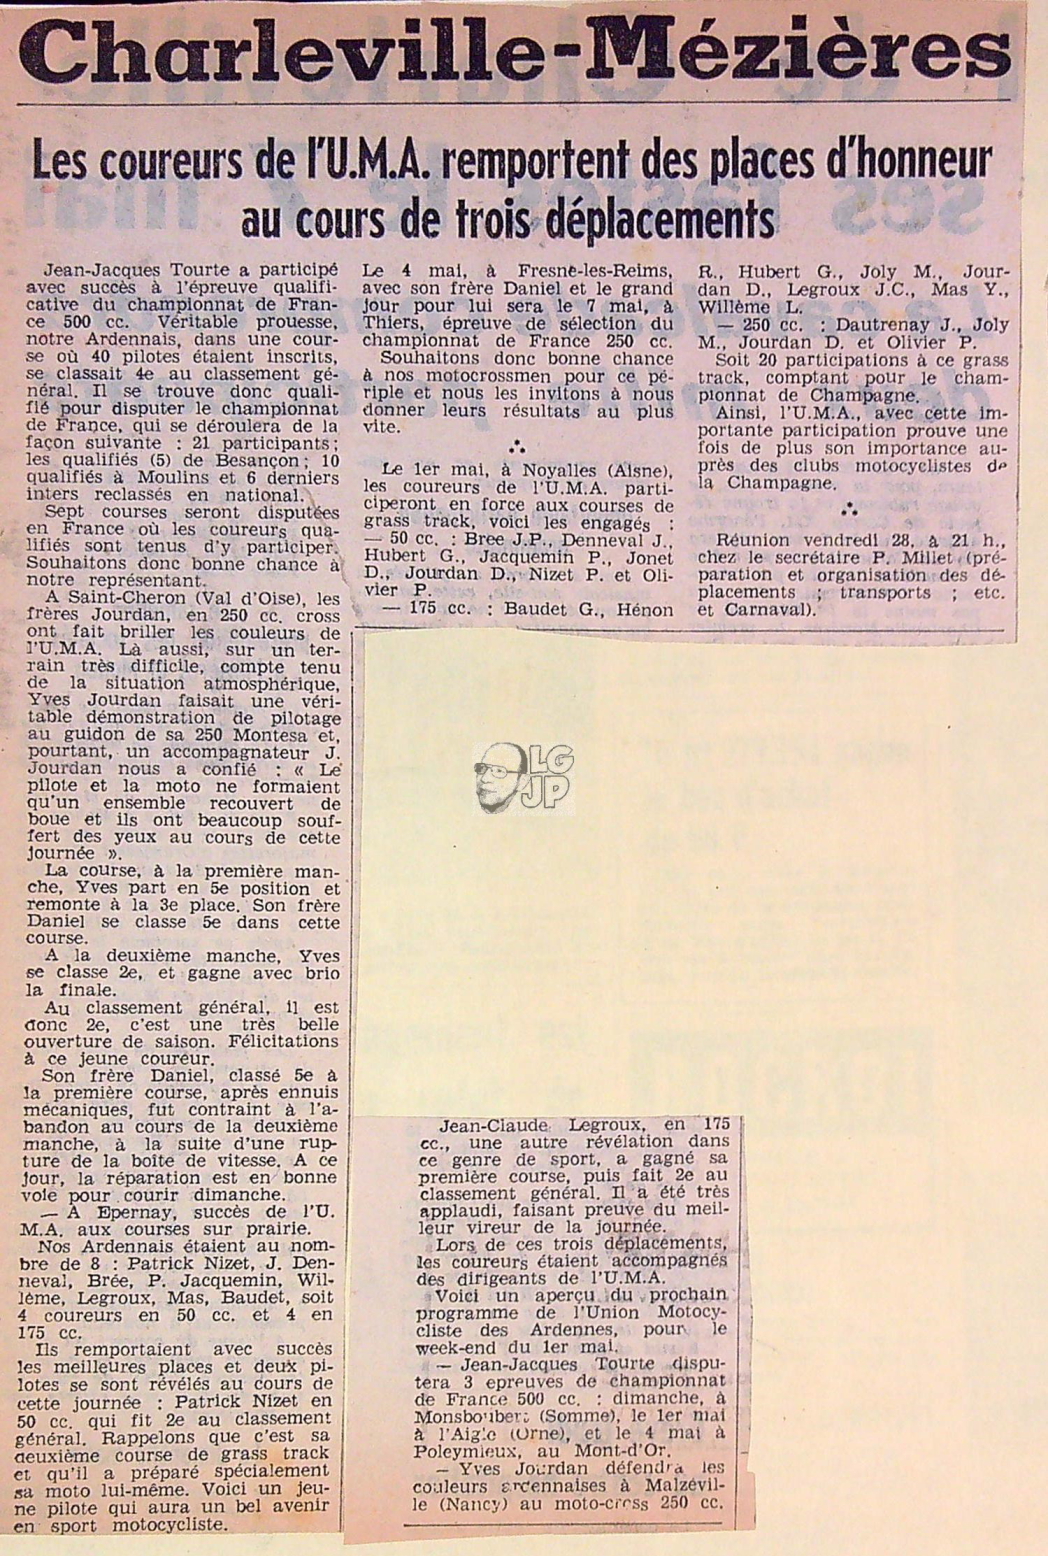 Charleville-Mézières
Les coureurs de l'U.M.A. remportent des places d'honneur
au cours de trois déplacements
Jean-Jacques Tourte a participé
avec succès à l'épreuve qualifi-
cative du championnat de Fran-
ce 500 cc. Véritable prouesse,
notre Ardennais, dans une cour-
se où 40 pilotes étaient inscrits,
se classait 4e au classement gé-
néral. Il se trouve donc quali-
fié pour disputer le championnat
de France, qui se déroulera de la
façon suivante : 21 participants ;
les qualifiés (5) de Besançon ; 10
qualifiés à Moulins et 6 derniers
inters reclassés en national.
Sept courses seront disputées
en France où les coureurs qua-
lifiés sont tenus d'y participer.
Souhaitons donc bonne chance à
notre représentant.
A Saint-Cheron (Val d'Oise), les
frères Jourdan, en 250 cc. cross
ont fait briller les couleurs de
l'U.M.A. Là aussi, sur un ter-
rain très difficile, compte tenu
de la situation atmosphérique,
Yves Jourdan faisait une véri-
table démonstration de pilotage
au guidon de sa 250 Montesa et,
pourtant, un accompagnateur J.
Jourdan nous a confié : « Le
pilote et la moto ne formaient
qu'un ensemble recouvert de
boue et ils ont beaucoup souf-
fert des yeux au cours de cette
journée ».
La course, à la première man-
che, Yves part en 5e position et
remonte à la 3e place. Son frère
Daniel se classe 5e dans cette
course.
A la deuxième manche, Yves
se classe 2e, et gagne avec brio
la finale.
Au classement général, il est
donc 2e, c'est une très belle
ouverture de saison. Félicitations
à ce jeune coureur.
Son frère Daniel, classé 5e à
la première course, après ennuis
mécaniques, fut contraint à l'a-
bandon au cours de la deuxième
manche, à la suite d'une rup-
ture de la boîte de vitesse. A ce
jour, la réparation est en bonne
voie pour courir dimanche.
— A Epernay, succès de l'U.
M.A. aux courses sur prairie.
Nos Ardennais étaient au nom-
bre de 8 : Patrick Nizet, J. Den-
neval, Brée, P. Jacquemin, Wil-
lême, Legroux, Mas, Baudet, soit
4 coureurs en 50 cc. et 4 en
175 cc.
Ils remportaient avec succès
les meilleures places et deux pi-
lotes se sont révélés au cours de
cette journée : Patrick Nizet en
50 cc. qui fit 2e au classement
général. Rappelons que c'est sa
deuxième course de grass track
et qu'il a préparé spécialement
sa moto lui-même. Voici un jeu-
ne pilote qui aura un bel avenir
en sport motocycliste.
Jean-Claude Legroux, en 175
cc., une autre révélation dans
ce genre de sport, a gagné sa
première course, puis fait 2e au
classement général. Il a été très
applaudi, faisant preuve du meil-
leur vireur de la journée.
Lors de ces trois déplacements,
les coureurs étaient accompagnés
des dirigeants de l'U.M.A.
Voici un aperçu du prochain
programme de l'Union Motocy-
cliste des Ardennes, pour le
week-end du 1er mai.
— Jean-Jacques Tourte dispu-
tera 3 epreuves de championnat
de France 500 cc. : dimanche, à
Monsboubert (Somme), le 1er mai
à l'Aigle (Orne), et le 4 mai à
Poleymieux, au Mont-d'Or.
— Yves Jourdan défendra les
couleurs ardennaises à Malzévil-
le (Nancy) au moto-cross 250 cc.
Le 4 mai, à Fresne-les-Reims,
avec son frère Daniel et le grand
jour pour lui sera le 7 mai, à
Thiers, épreuve de sélection du
championnat de France 250 cc.
Souhaitons donc bonne chance
à nos motocrossmen pour ce pé-
riple et nous les invitons à nous
donner leurs résultats au plus
vite.
Le 1er mai, à Noyalles (Aisne),
les coureurs de l'U.M.A. parti-
ciperont en force aux courses de
grass track, voici les engagés :
— 50 cc. : Bree J.P., Denneval J.,
Hubert G., Jacquemin P., Jonet
D., Jourdan D., Nizet P. et Oli-
vier P.
— 175 cc. : Baudet G., Hénon
R., Hubert G., Joly M., Jour-
dan D., Legroux J.C., Mas Y.,
Willême L.
— 250 cc. : Dautrenay J., Joly
M., Jourdan D. et Olivier P.
Soit 20 participations à ce grass
track, comptant pour le cham-
pionnat de Champagne.
Ainsi, l'U.M.A., avec cette im-
portante participation prouve une
fois de plus son importance au-
près des clubs motocyclistes de
la Champagne.
Réunion vendredi 28, à 21 h.,
chez le secrétaire P. Millet (pré-
paration et organisation des dé-
placements ; transports ; etc.
et Carnaval).
LG
JP